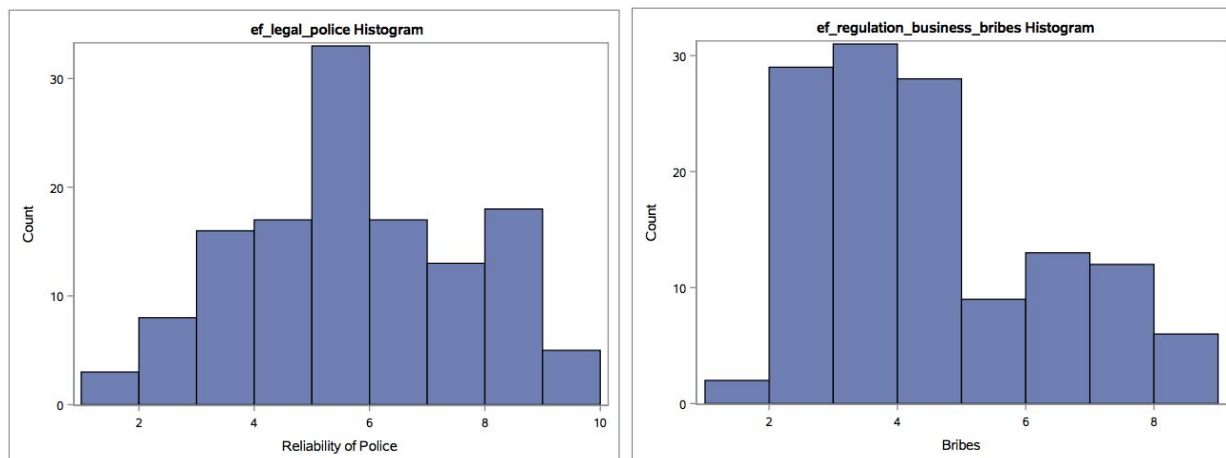 ef_legal_police Histogram
30
20
10
0
Count
2 4 6 8 10
Reliability of Police
ef_regulation_business_bribes Histogram
30
20
10
0
Count
2 4 6 8
Bribes